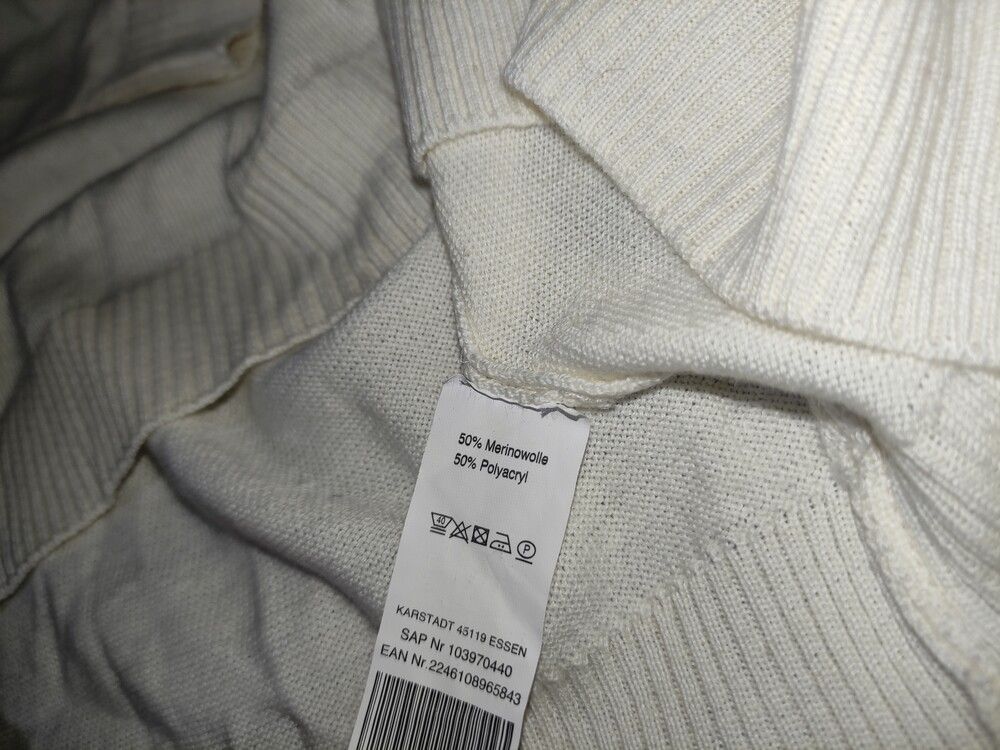 50% Merinowolle
50% Polyacryl
40 P
KARSTADT 45119 ESSEN
SAP Nr 103970440
EAN Nr.2246108965843